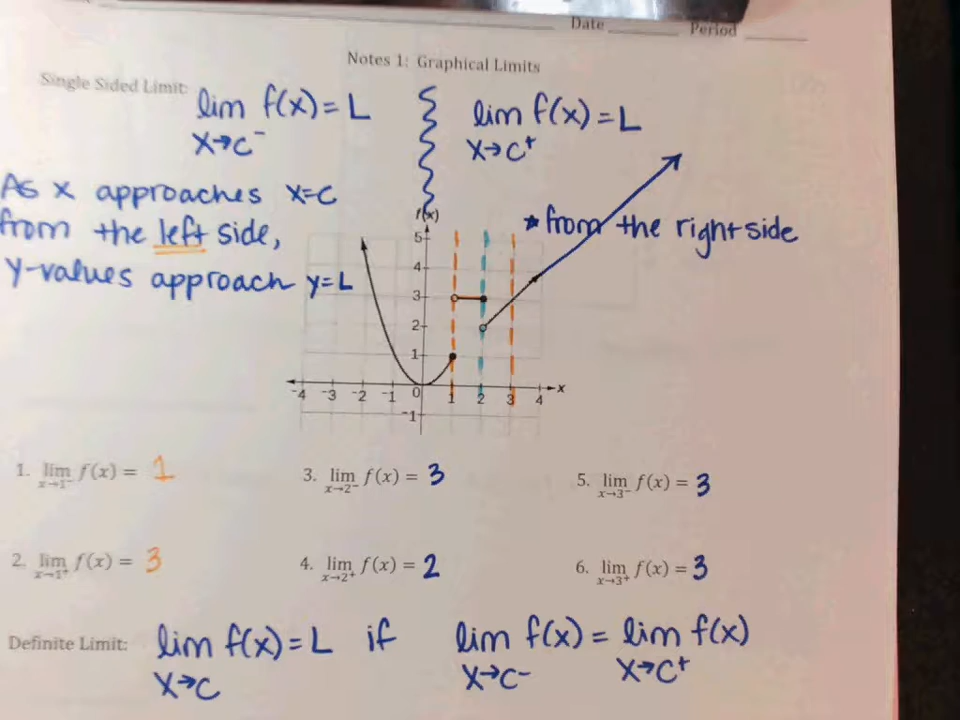 Date ______ Period ______
Notes 1: Graphical Limits
Single Sided Limit: lim f(x) = L lim f(x) = L
x→c⁻ x→c⁺
As x approaches x=c
from the left side, *from the right side
y-values approach y=L
f(x)
5
4
3
2
1
-4 -3 -2 -1 0 1 2 3 4 x
-1
1. lim f(x) = 1 3. lim f(x) = 3 5. lim f(x) = 3
x→1⁻ x→2⁻ x→3⁻
2. lim f(x) = 3 4. lim f(x) = 2 6. lim f(x) = 3
x→1⁺ x→2⁺ x→3⁺
Definite Limit: lim f(x) = L if lim f(x) = lim f(x)
x→c x→c⁻ x→c⁺